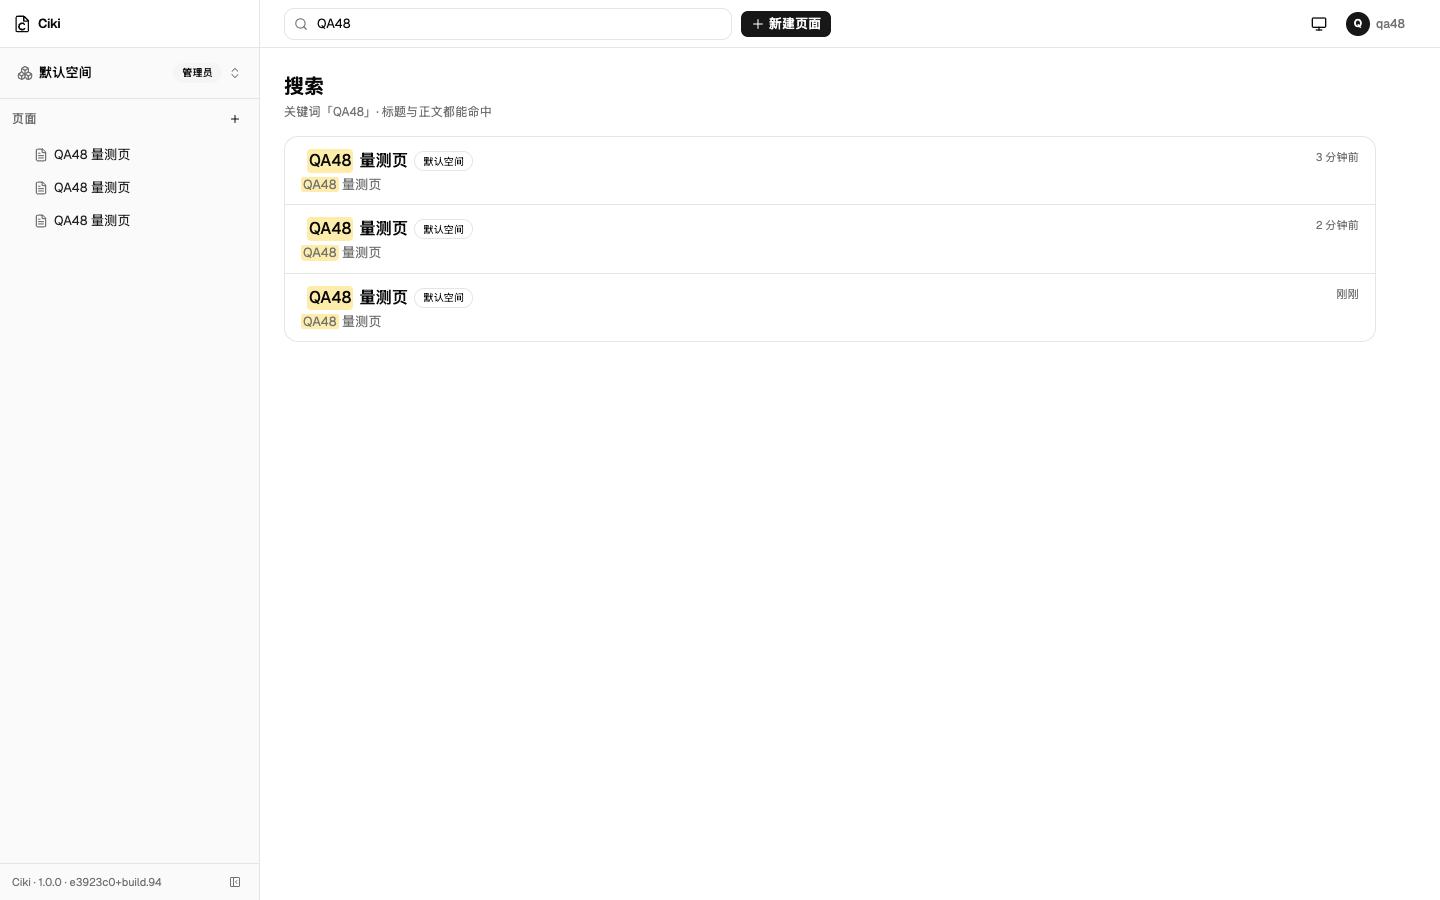 Ciki
QA48
新建页面
Q
qa48
默认空间
管理员
页面
QA48 量测页
QA48 量测页
QA48 量测页
搜索
关键词「QA48」· 标题与正文都能命中
QA48 量测页 默认空间 3 分钟前
QA48 量测页
QA48 量测页 默认空间 2 分钟前
QA48 量测页
QA48 量测页 默认空间 刚刚
QA48 量测页
Ciki · 1.0.0 · e3923c0+build.94